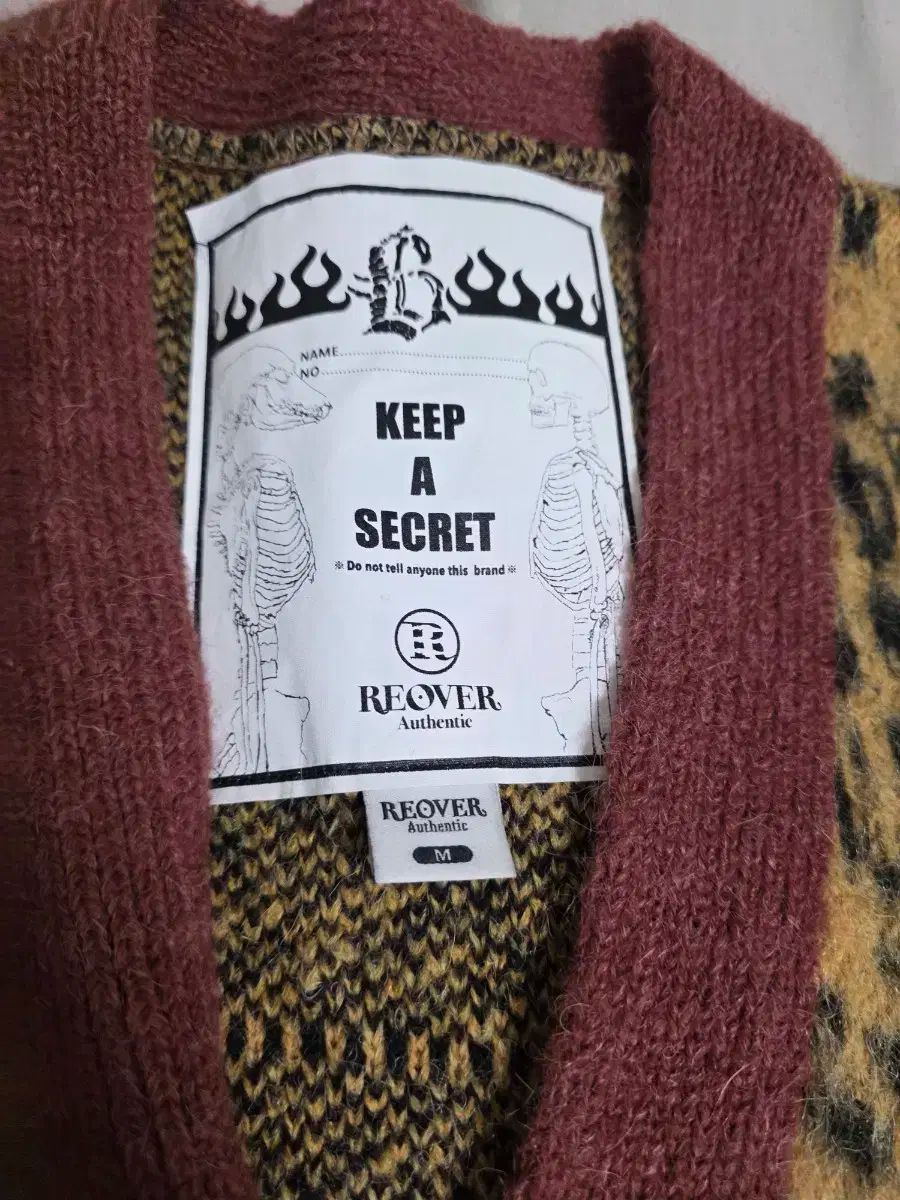 NAME
NO
KEEP
A
SECRET
※ Do not tell anyone this brand ※
R
REOVER
Authentic
REOVER
Authentic
M